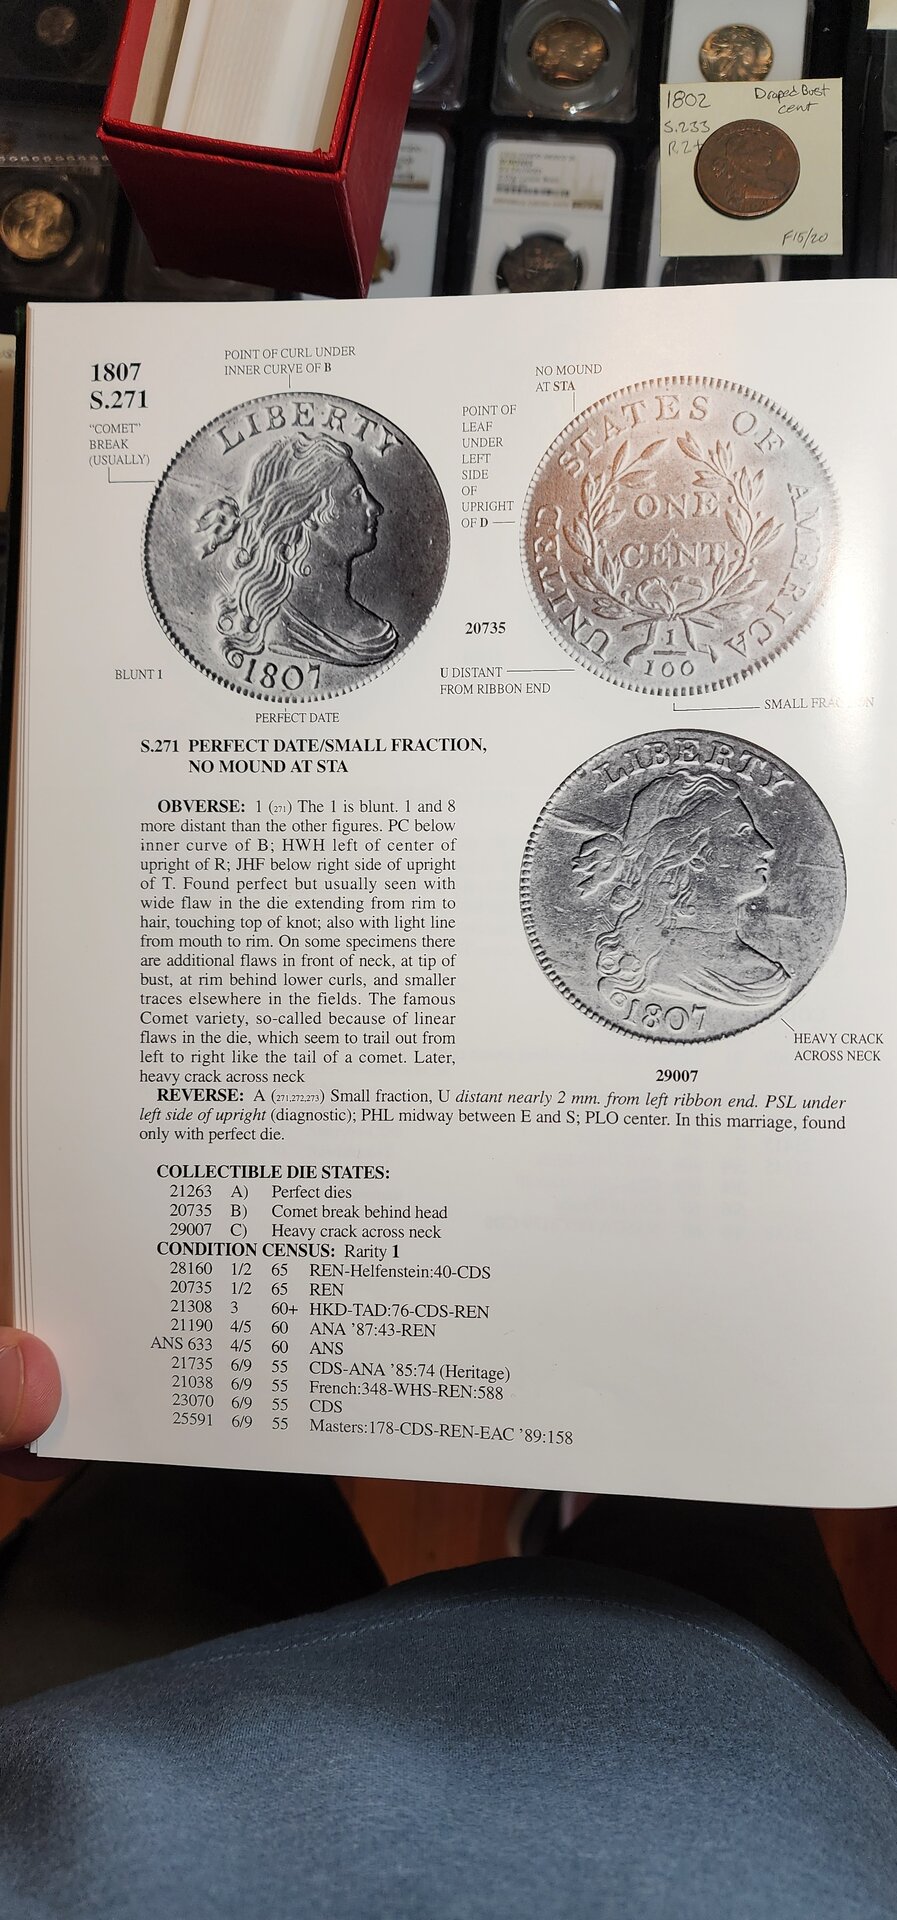 1802 Draped Bust
cent
S.233
R.2+
F15/20
1807
S.271
POINT OF CURL UNDER
INNER CURVE OF B
"COMET"
BREAK
(USUALLY)
LIBERTY
1807
BLUNT 1
PERFECT DATE
NO MOUND
AT STA
POINT OF
LEAF
UNDER
LEFT
SIDE
OF
UPRIGHT
OF D
UNITED STATES OF AMERICA
ONE
CENT
1
100
20735
U DISTANT
FROM RIBBON END
SMALL FRACTION
S.271 PERFECT DATE/SMALL FRACTION,
NO MOUND AT STA
OBVERSE: 1 (271) The 1 is blunt. 1 and 8
more distant than the other figures. PC below
inner curve of B; HWH left of center of
upright of R; JHF below right side of upright
of T. Found perfect but usually seen with
wide flaw in the die extending from rim to
hair, touching top of knot; also with light line
from mouth to rim. On some specimens there
are additional flaws in front of neck, at tip of
bust, at rim behind lower curls, and smaller
traces elsewhere in the fields. The famous
Comet variety, so-called because of linear
flaws in the die, which seem to trail out from
left to right like the tail of a comet. Later,
heavy crack across neck
LIBERTY
1807
HEAVY CRACK
ACROSS NECK
29007
REVERSE: A (271,272,273) Small fraction, U distant nearly 2 mm. from left ribbon end. PSL under
left side of upright (diagnostic); PHL midway between E and S; PLO center. In this marriage, found
only with perfect die.
COLLECTIBLE DIE STATES:
21263 A) Perfect dies
20735 B) Comet break behind head
29007 C) Heavy crack across neck
CONDITION CENSUS: Rarity 1
28160 1/2 65 REN-Helfenstein:40-CDS
20735 1/2 65 REN
21308 3 60+ HKD-TAD:76-CDS-REN
21190 4/5 60 ANA '87:43-REN
ANS 633 4/5 60 ANS
21735 6/9 55 CDS-ANA '85:74 (Heritage)
21038 6/9 55 French:348-WHS-REN:588
23070 6/9 55 CDS
25591 6/9 55 Masters:178-CDS-REN-EAC '89:158